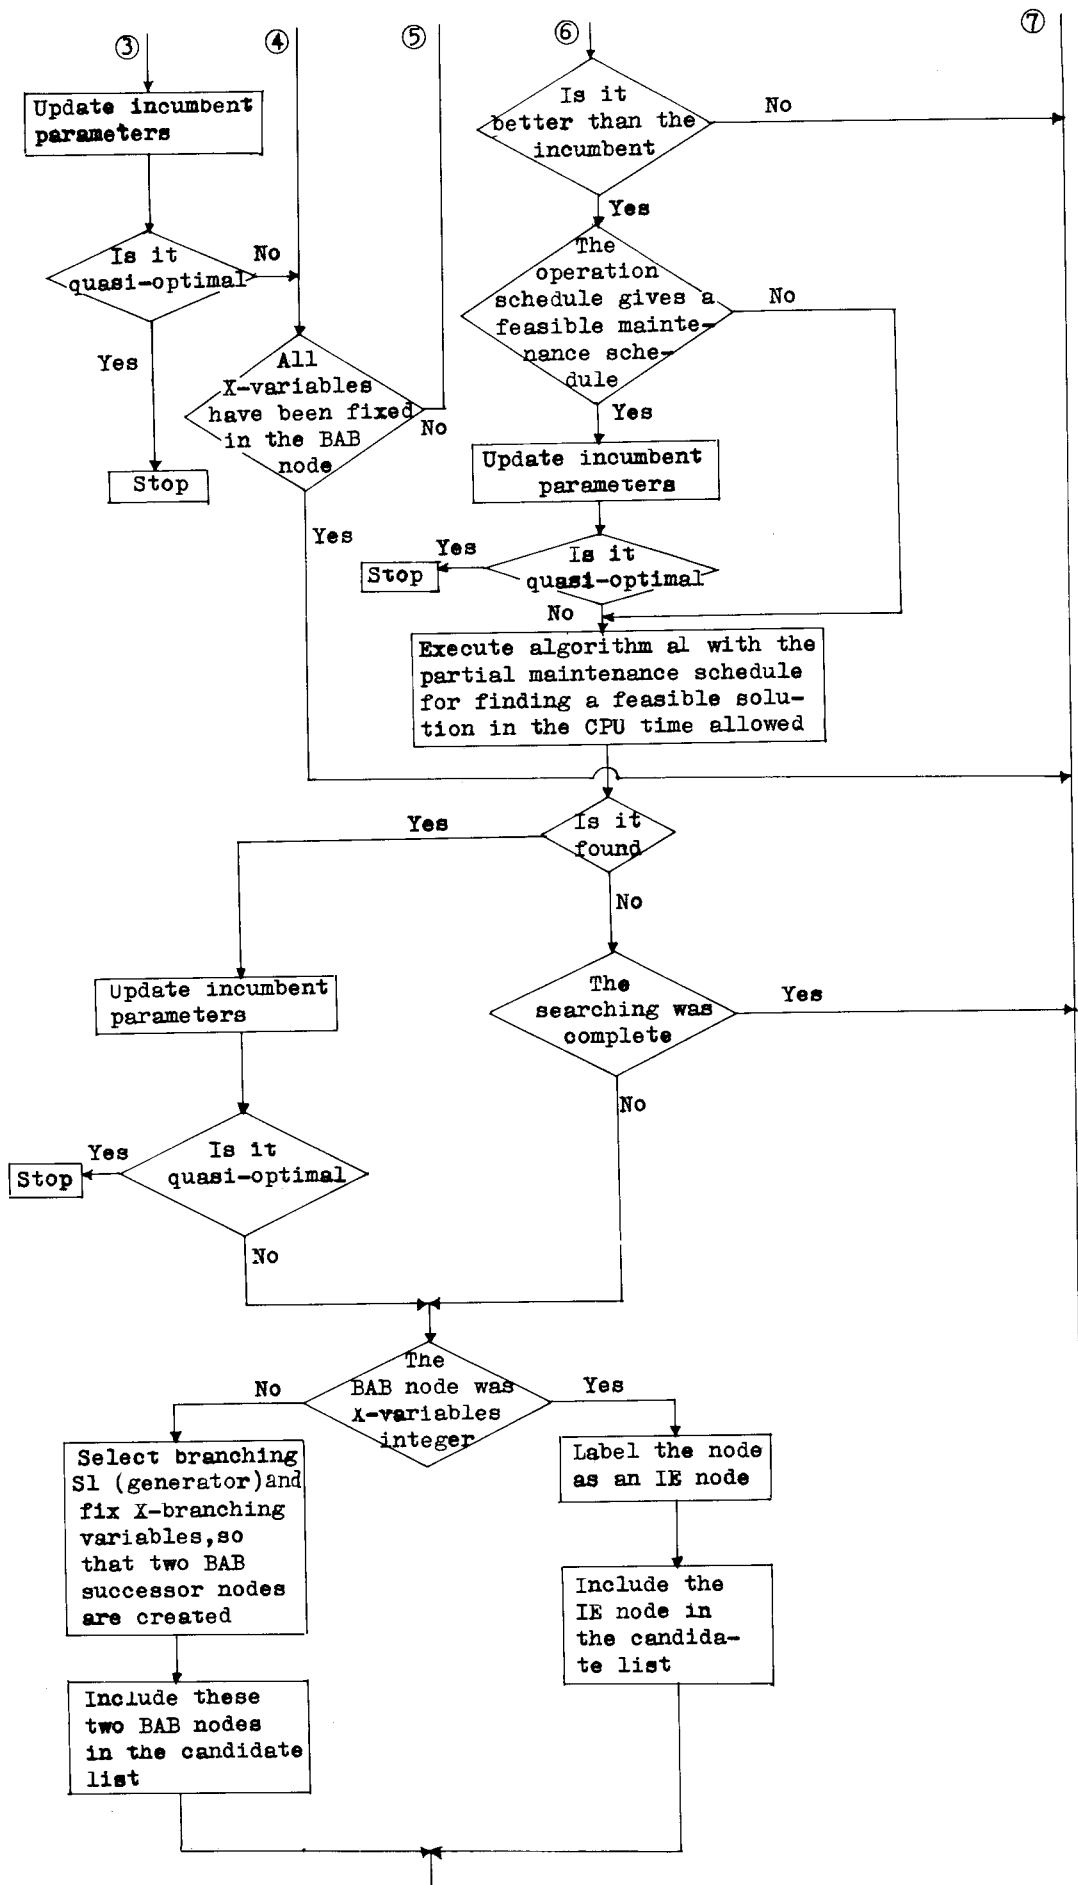 ③
④
⑤
⑥
⑦
Update incumbent
parameters
Is it
quasi-optimal
No
Yes
Stop
All
X-variables
have been fixed
in the BAB
node
No
Yes
Is it
better than the
incumbent
No
Yes
The
operation
schedule gives a
feasible mainte-
nance sche-
dule
No
Yes
Update incumbent
parameters
Is it
quasi-optimal
Yes
Stop
No
Execute algorithm al with the
partial maintenance schedule
for finding a feasible solu-
tion in the CPU time allowed
Is it
found
Yes
No
Update incumbent
parameters
The
searching was
complete
Yes
No
Is it
quasi-optimal
Yes
Stop
No
The
BAB node was
X-variables
integer
No
Yes
Select branching
Sl (generator)and
fix X-branching
variables,so
that two BAB
successor nodes
are created
Label the node
as an IE node
Include the
IE node in
the candida-
te list
Include these
two BAB nodes
in the candidate
list